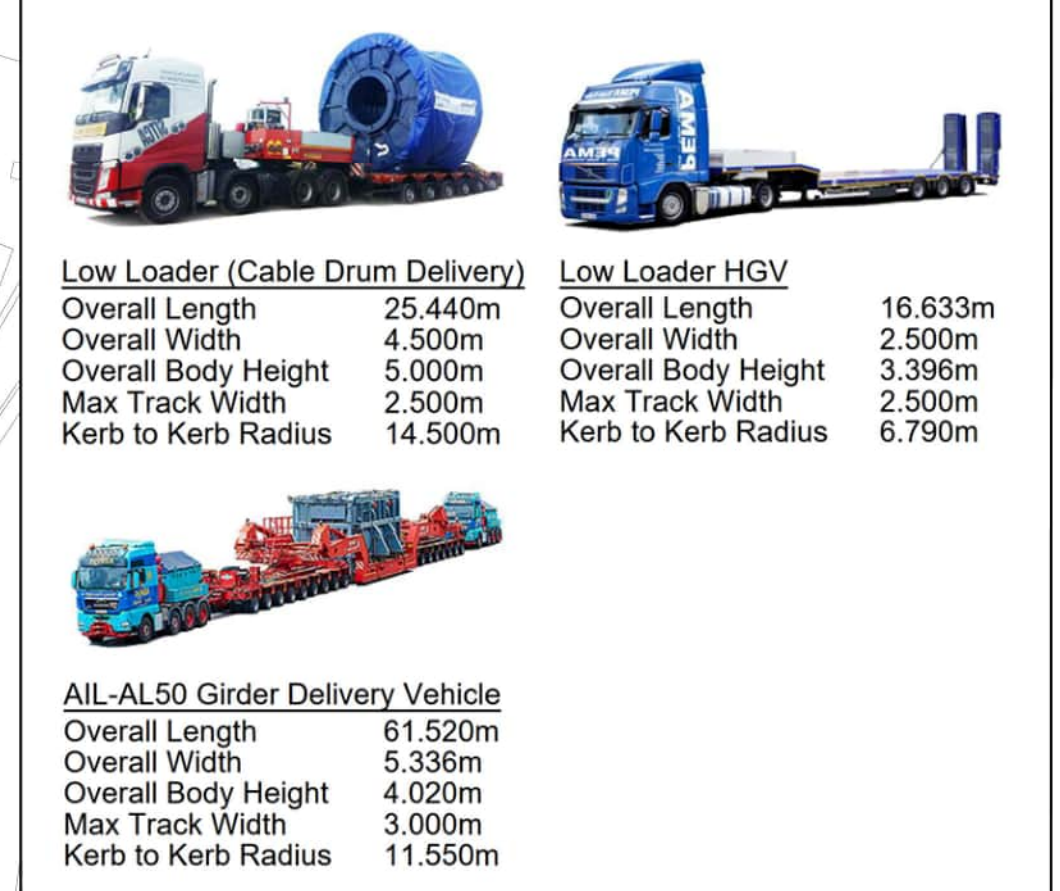 AMEP
PEMA
Low Loader (Cable Drum Delivery)
Overall Length 25.440m
Overall Width 4.500m
Overall Body Height 5.000m
Max Track Width 2.500m
Kerb to Kerb Radius 14.500m
Low Loader HGV
Overall Length 16.633m
Overall Width 2.500m
Overall Body Height 3.396m
Max Track Width 2.500m
Kerb to Kerb Radius 6.790m
AIL-AL50 Girder Delivery Vehicle
Overall Length 61.520m
Overall Width 5.336m
Overall Body Height 4.020m
Max Track Width 3.000m
Kerb to Kerb Radius 11.550m